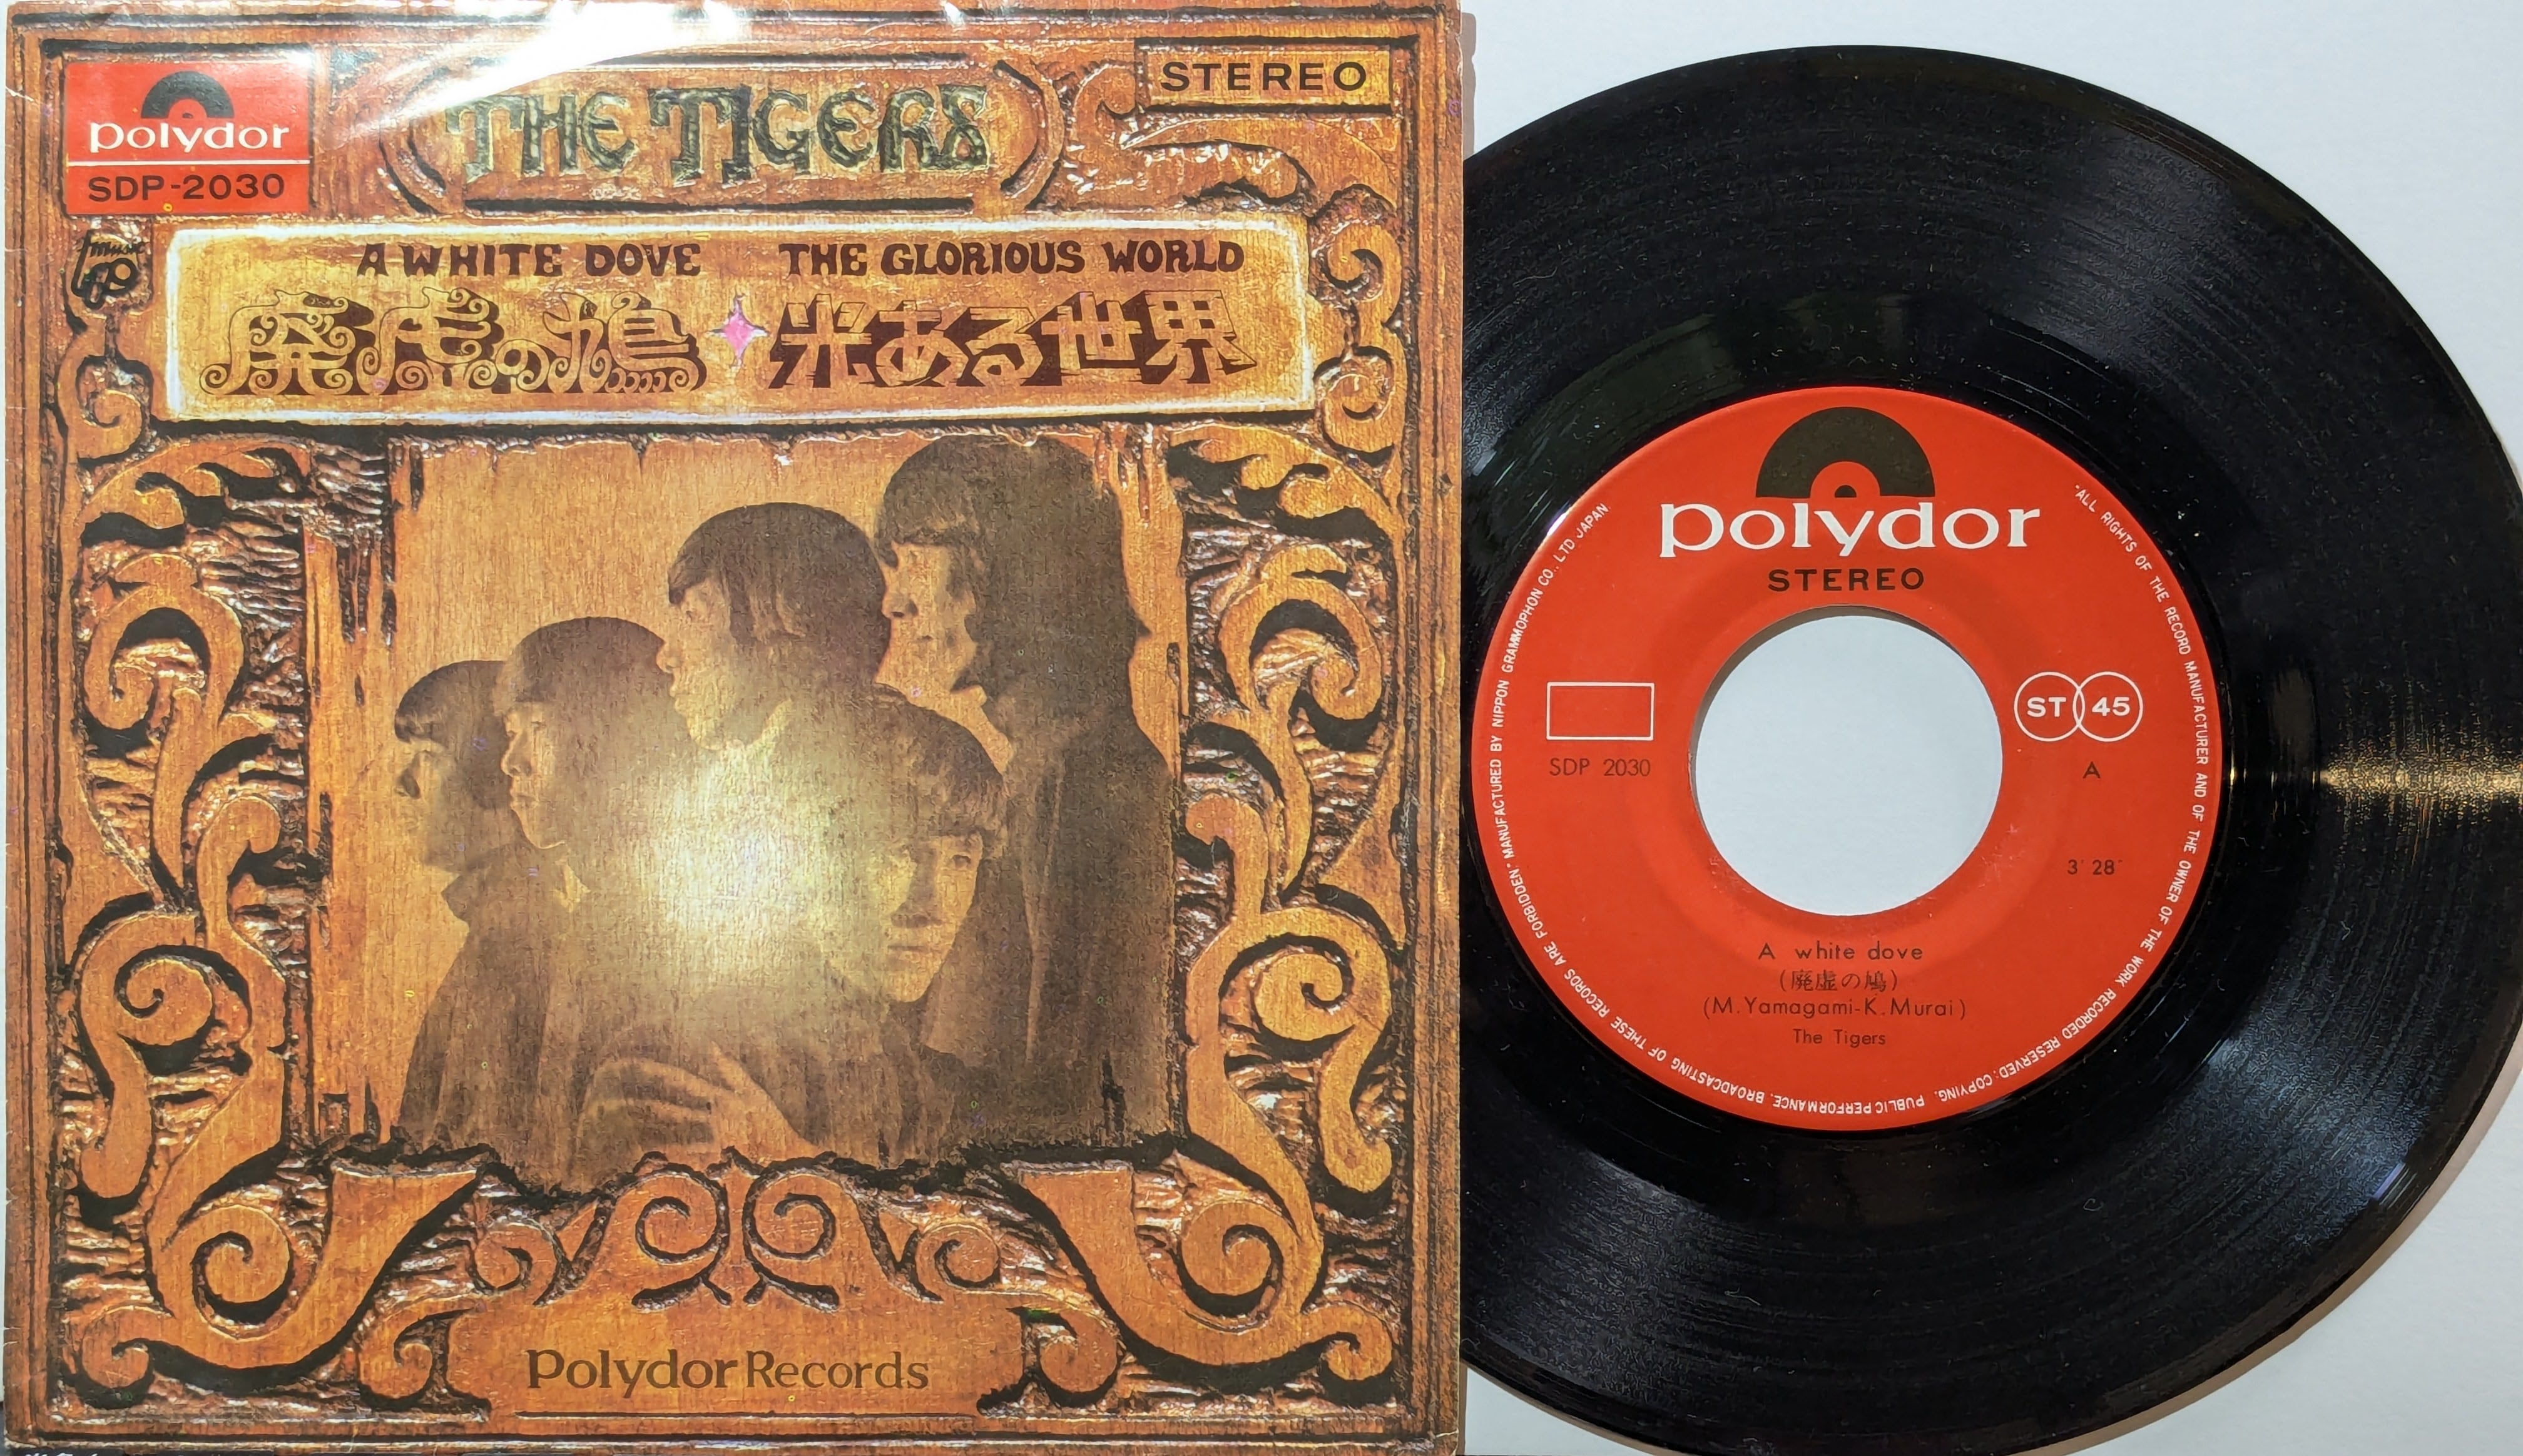 polydor
SDP-2030
THE TIGERS
STEREO
A WHITE DOVE THE GLORIOUS WORLD
廃虚の鳩 光ある世界
Polydor Records
polydor
STEREO
ST 45
SDP 2030
A
3' 28"
A white dove
(廃虚の鳩)
(M.Yamagami-K.Murai)
The Tigers
"ALL RIGHTS OF THE RECORD MANUFACTURER AND OF THE OWNER OF THE WORK RECORDED RESERVED. COPYING. PUBLIC PERFORMANCE. BROADCASTING OF THESE RECORDS ARE FORBIDDEN" MANUFACTURED BY NIPPON GRAMMOPHON CO., LTD JAPAN